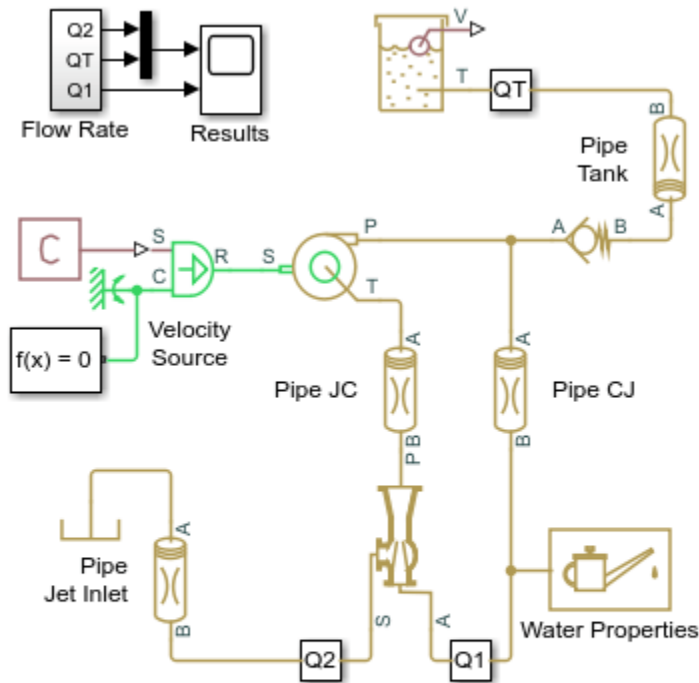 Q2
QT
Q1
Flow Rate
Results
V
T
QT
B
Pipe
Tank
A
C
S
C
R
S
P
T
A
B
Velocity
Source
f(x) = 0
A
Pipe JC
B
P
A
Pipe CJ
B
A
Pipe
Jet Inlet
B
Q2
S
A
Q1
Water Properties